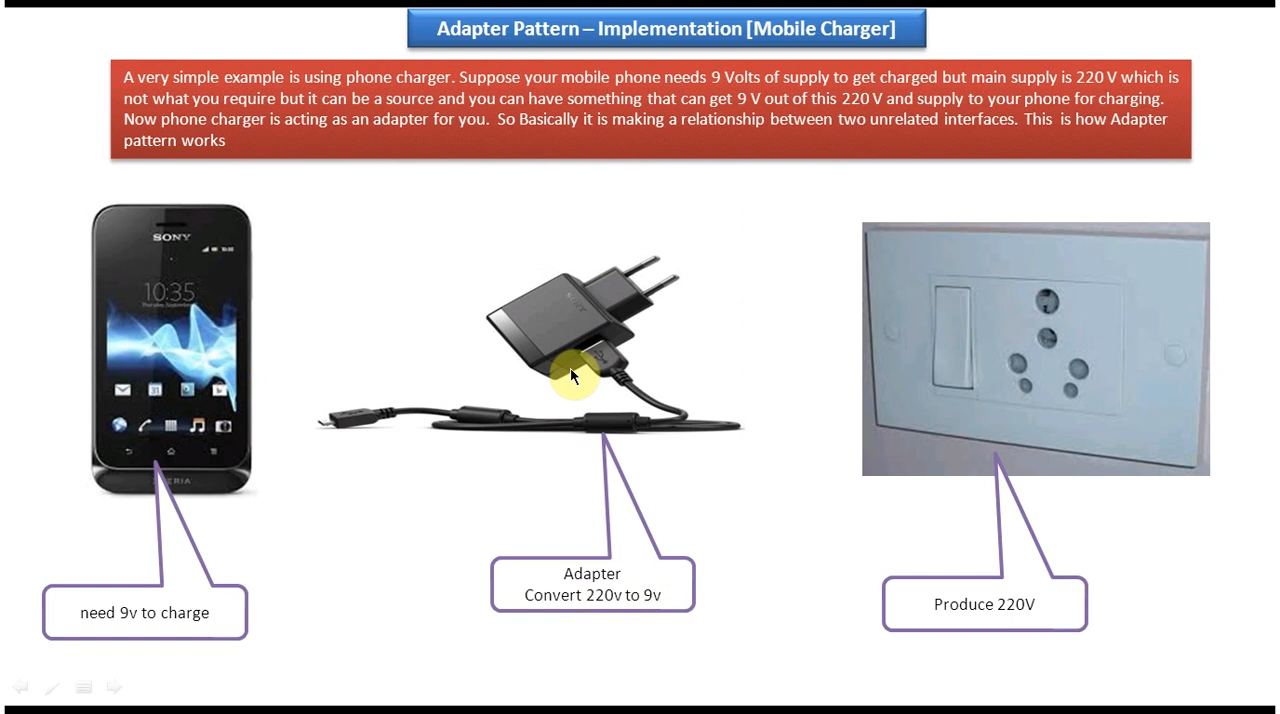 Adapter Pattern – Implementation [Mobile Charger]
A very simple example is using phone charger. Suppose your mobile phone needs 9 Volts of supply to get charged but main supply is 220 V which is
not what you require but it can be a source and you can have something that can get 9 V out of this 220 V and supply to your phone for charging.
Now phone charger is acting as an adapter for you. So Basically it is making a relationship between two unrelated interfaces. This is how Adapter
pattern works
SONY
10:35
need 9v to charge
Adapter
Convert 220v to 9v
Produce 220V